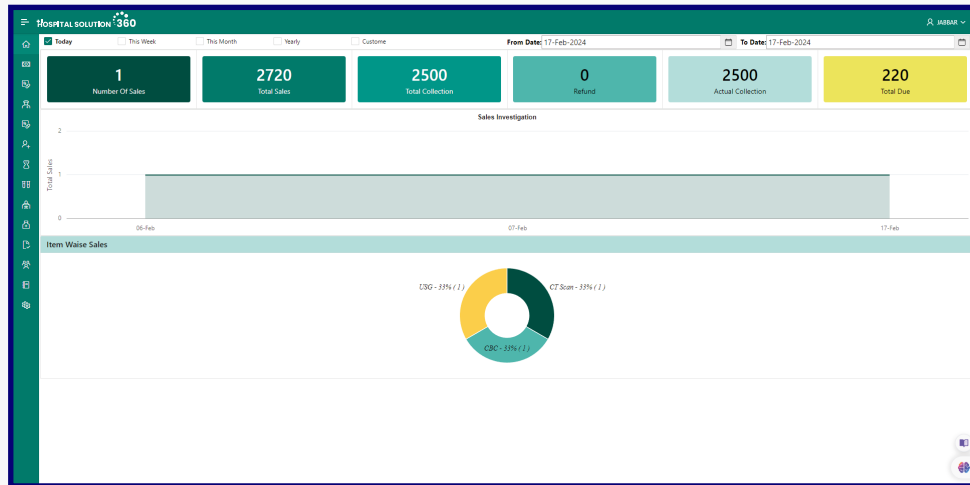 HOSPITAL SOLUTION 360
JABBAR
Today This Week This Month Yearly Custome From Date: 17-Feb-2024 To Date: 17-Feb-2024
1 2720 2500 0 2500 220
Number Of Sales Total Sales Total Collection Refund Actual Collection Total Due
Sales Investigation
2
Total Sales
1
0
06-Feb 07-Feb 17-Feb
Item Waise Sales
USG - 33% ( 1 ) CT Scan - 33% ( 1 )
CBC - 33% ( 1 )